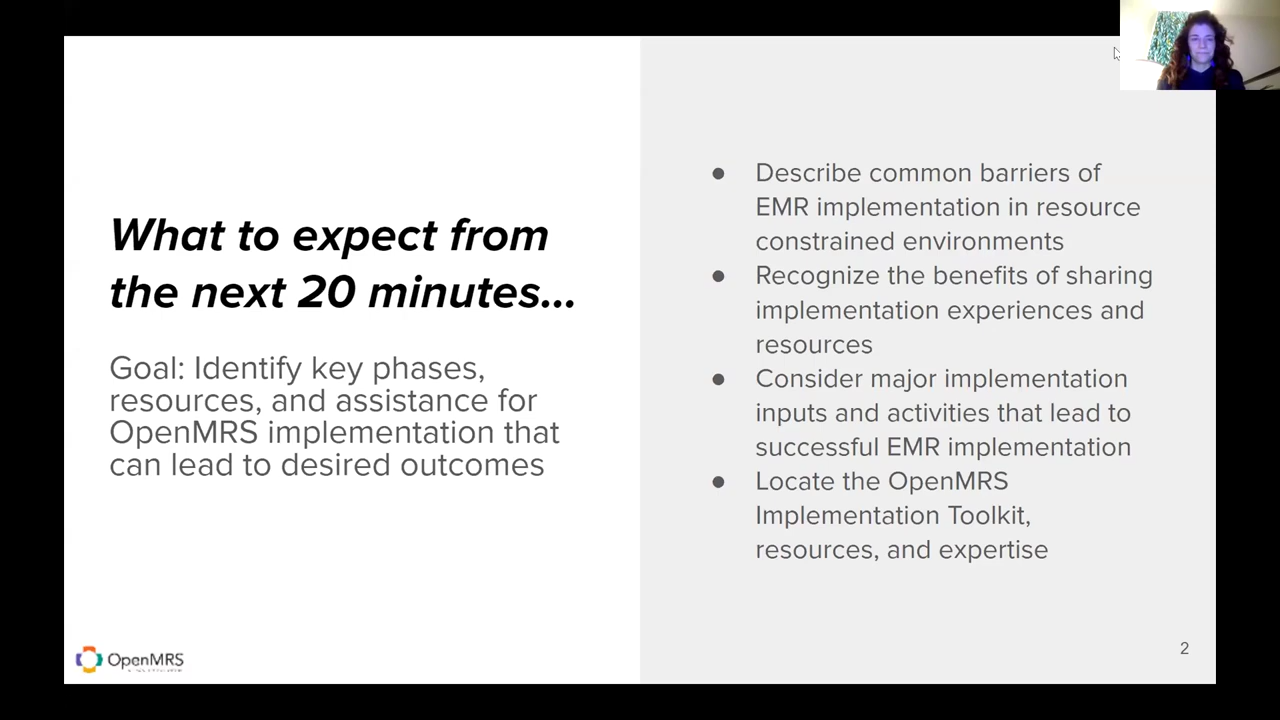 What to expect from
the next 20 minutes...
Goal: Identify key phases,
resources, and assistance for
OpenMRS implementation that
can lead to desired outcomes
● Describe common barriers of
EMR implementation in resource
constrained environments
● Recognize the benefits of sharing
implementation experiences and
resources
● Consider major implementation
inputs and activities that lead to
successful EMR implementation
● Locate the OpenMRS
Implementation Toolkit,
resources, and expertise
OpenMRS
2